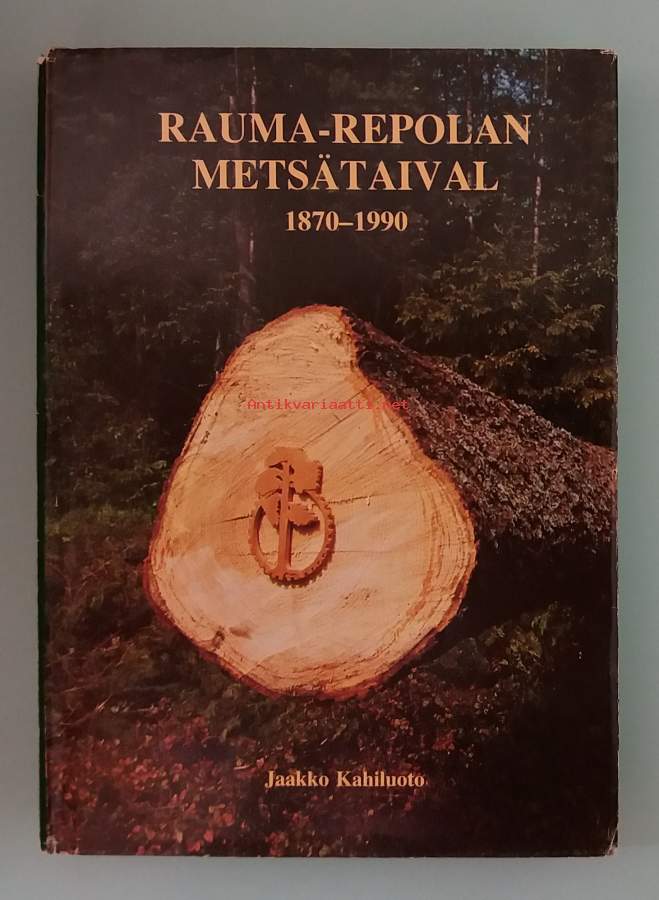 RAUMA-REPOLAN
METSÄTAIVAL
1870–1990
Antikvariaatti.net
Jaakko Kahiluoto